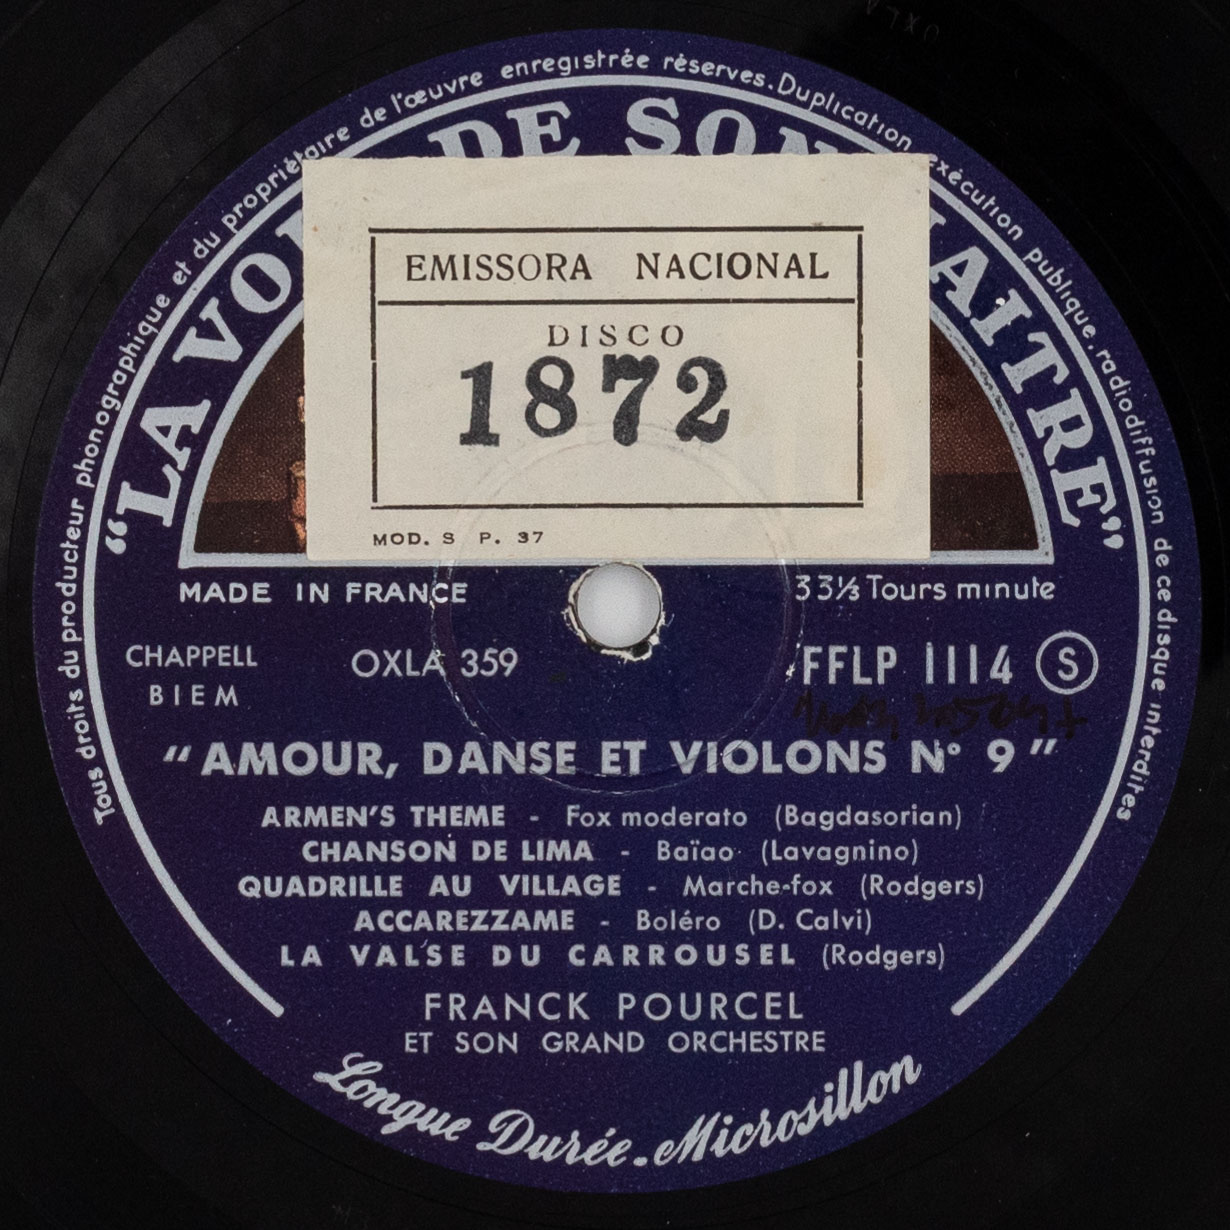 Tous droits du producteur phonographique et du propriétaire de l'œuvre enregistrée réserves. Duplication exécution publique, radiodiffusion de ce disque interdites
"LA DE SON
EMISSORA NACIONAL
DISCO
1872
MOD. S P. 37
MADE IN FRANCE
33⅓ Tours minute
CHAPPELL
BIEM
OXLA 359
FFLP 1114 S
"AMOUR, DANSE ET VIOLONS N° 9"
ARMEN'S THEME - Fox moderato (Bagdasorian)
CHANSON DE LIMA - Baïao (Lavagnino)
QUADRILLE AU VILLAGE - Marche-fox (Rodgers)
ACCAREZZAME - Boléro (D. Calvi)
LA VALSE DU CARROUSEL (Rodgers)
FRANCK POURCEL
ET SON GRAND ORCHESTRE
Longue Durée - Microsillon